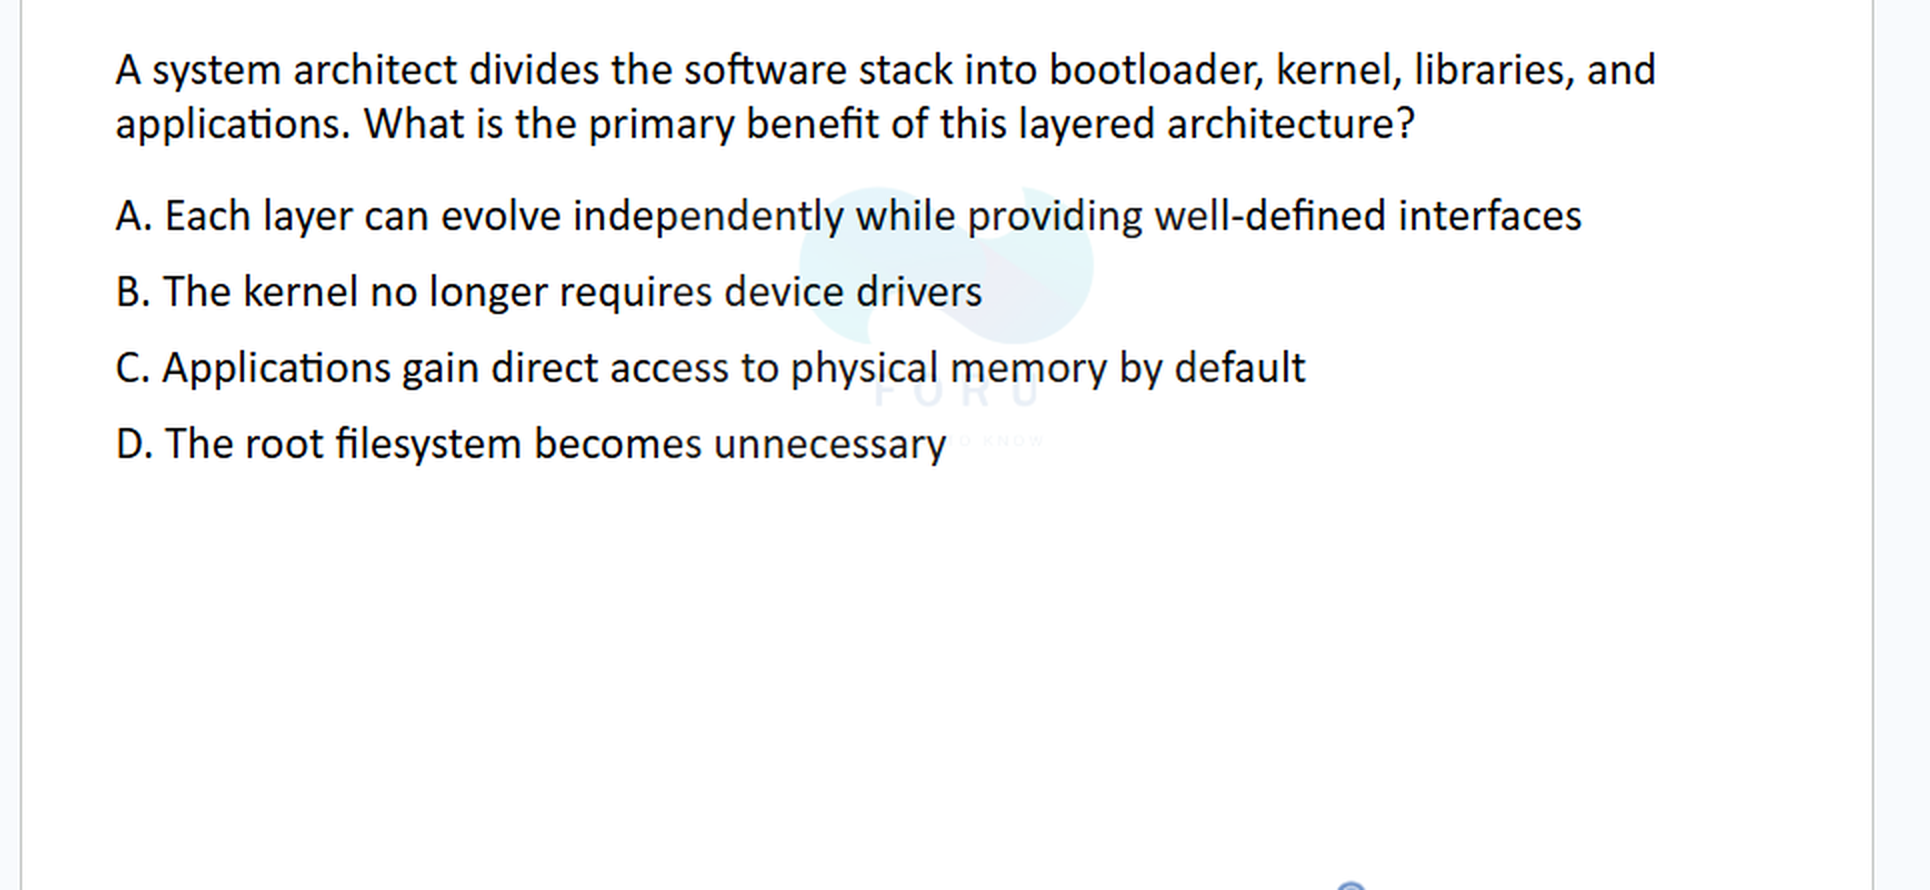 A system architect divides the software stack into bootloader, kernel, libraries, and
applications. What is the primary benefit of this layered architecture?
A. Each layer can evolve independently while providing well-defined interfaces
B. The kernel no longer requires device drivers
C. Applications gain direct access to physical memory by default
FORU
D. The root filesystem becomes unnecessary
KNOW